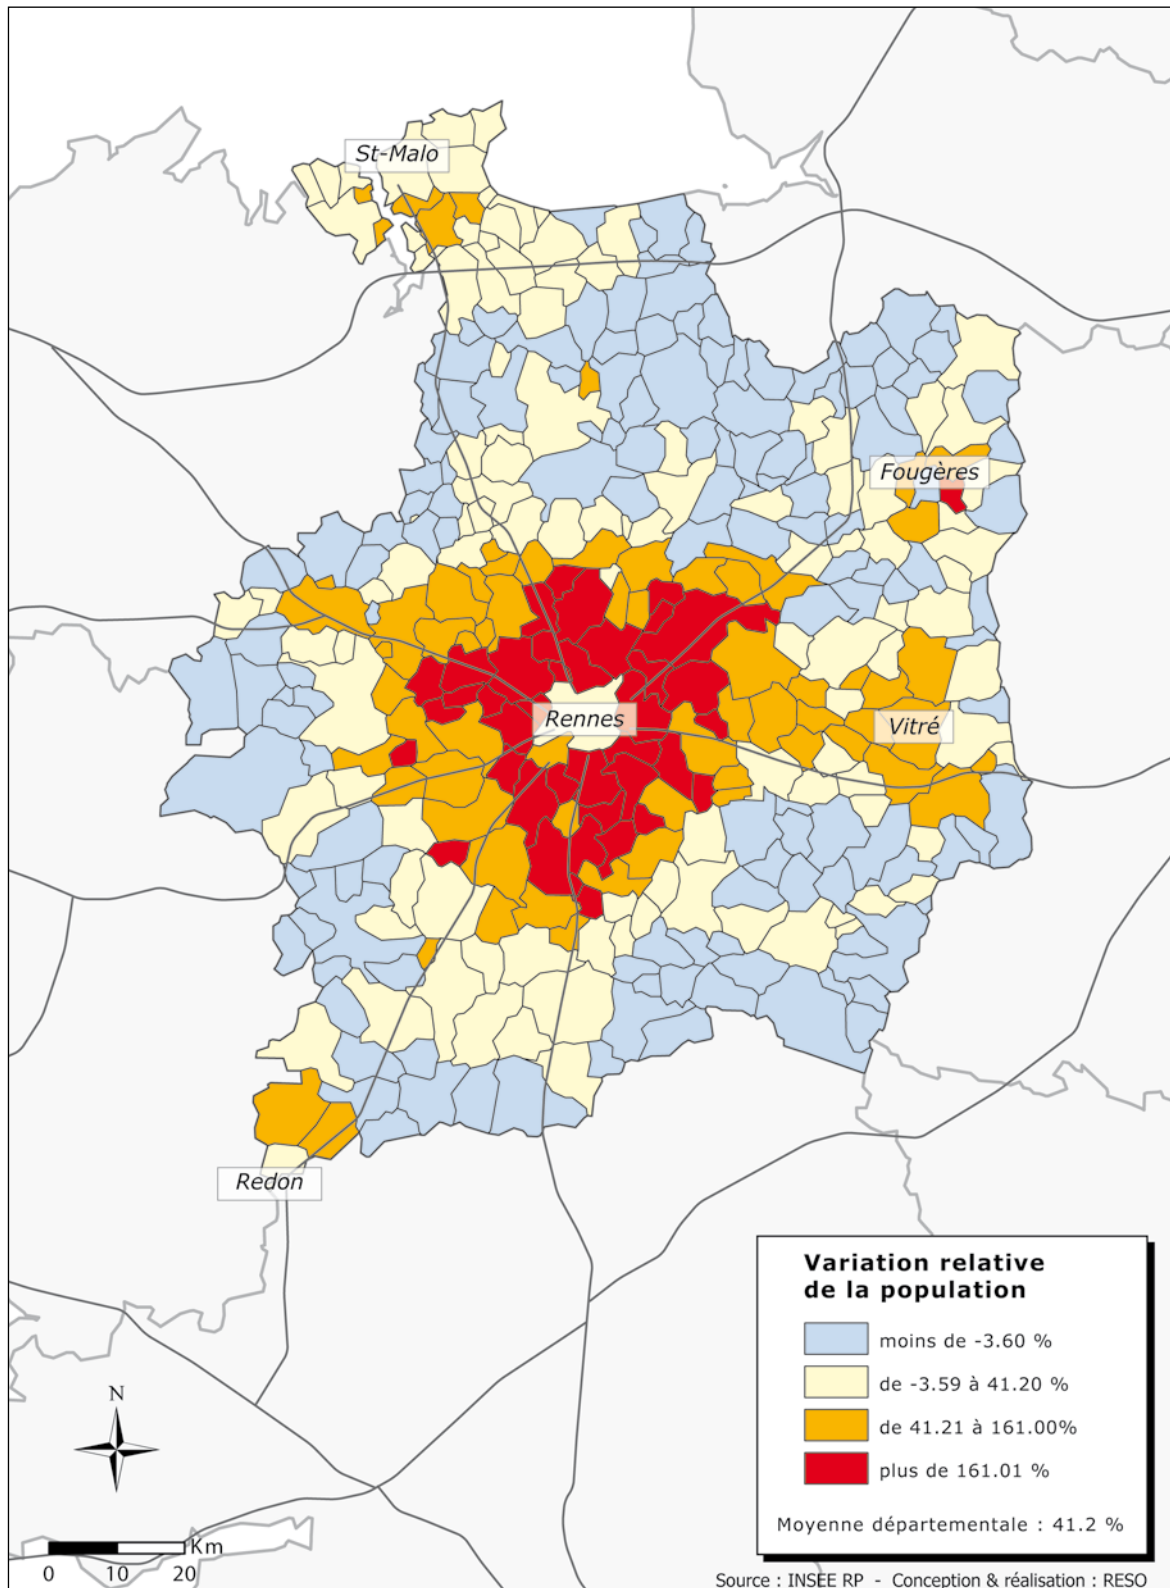 St-Malo
Fougères
Rennes
Vitré
Redon
Variation relative
de la population
moins de -3.60 %
de -3.59 à 41.20 %
de 41.21 à 161.00%
plus de 161.01 %
Moyenne départementale : 41.2 %
N
Km
0 10 20
Source : INSEE RP - Conception & réalisation : RESO